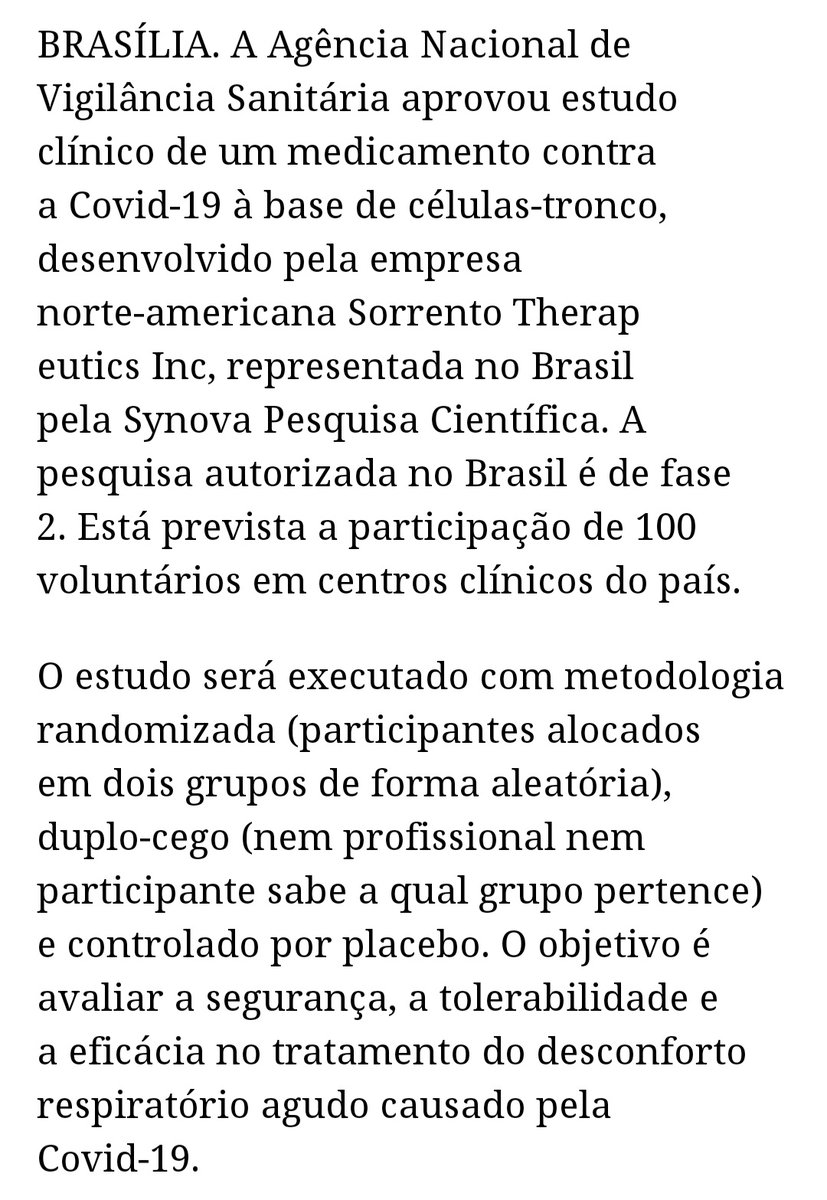 BRASÍLIA. A Agência Nacional de
Vigilância Sanitária aprovou estudo
clínico de um medicamento contra
a Covid-19 à base de células-tronco,
desenvolvido pela empresa
norte-americana Sorrento Therap
eutics Inc, representada no Brasil
pela Synova Pesquisa Científica. A
pesquisa autorizada no Brasil é de fase
2. Está prevista a participação de 100
voluntários em centros clínicos do país.
O estudo será executado com metodologia
randomizada (participantes alocados
em dois grupos de forma aleatória),
duplo-cego (nem profissional nem
participante sabe a qual grupo pertence)
e controlado por placebo. O objetivo é
avaliar a segurança, a tolerabilidade e
a eficácia no tratamento do desconforto
respiratório agudo causado pela
Covid-19.